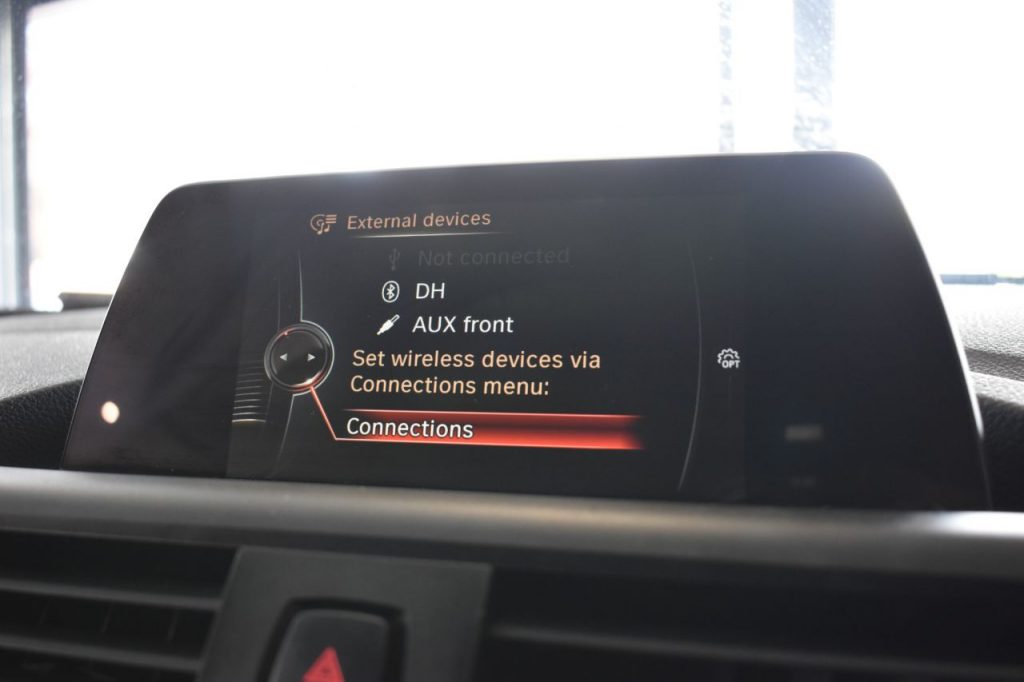 External devices
Not connected
DH
AUX front
Set wireless devices via
Connections menu:
OPT
Connections